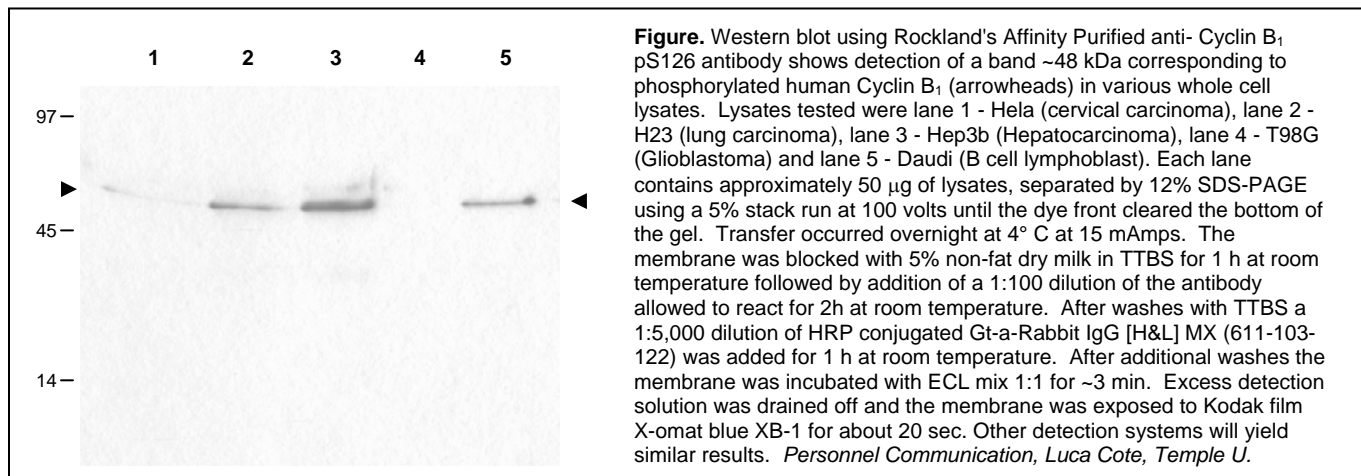 1 2 3 4 5
97
45
14
Figure. Western blot using Rockland's Affinity Purified anti- Cyclin B₁
pS126 antibody shows detection of a band ~48 kDa corresponding to
phosphorylated human Cyclin B₁ (arrowheads) in various whole cell
lysates. Lysates tested were lane 1 - Hela (cervical carcinoma), lane 2 -
H23 (lung carcinoma), lane 3 - Hep3b (Hepatocarcinoma), lane 4 - T98G
(Glioblastoma) and lane 5 - Daudi (B cell lymphoblast). Each lane
contains approximately 50 μg of lysates, separated by 12% SDS-PAGE
using a 5% stack run at 100 volts until the dye front cleared the bottom of
the gel. Transfer occurred overnight at 4° C at 15 mAmps. The
membrane was blocked with 5% non-fat dry milk in TTBS for 1 h at room
temperature followed by addition of a 1:100 dilution of the antibody
allowed to react for 2h at room temperature. After washes with TTBS a
1:5,000 dilution of HRP conjugated Gt-a-Rabbit IgG [H&L] MX (611-103-
122) was added for 1 h at room temperature. After additional washes the
membrane was incubated with ECL mix 1:1 for ~3 min. Excess detection
solution was drained off and the membrane was exposed to Kodak film
X-omat blue XB-1 for about 20 sec. Other detection systems will yield
similar results. Personnel Communication, Luca Cote, Temple U.